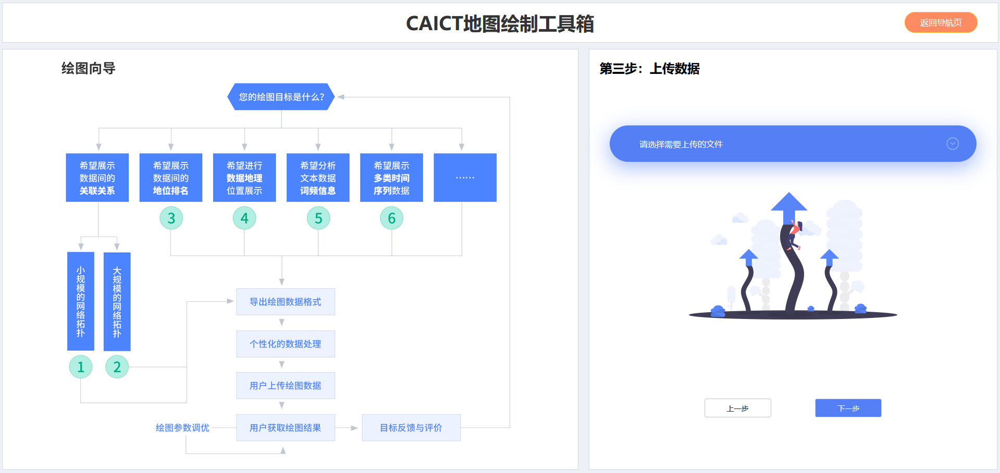 CAICT地图绘制工具箱
返回导航页
绘图向导
您的绘图目标是什么?
希望展示
数据间的
关联关系
希望展示
数据间的
地位排名
希望进行
数据地理
位置展示
希望分析
文本数据
词频信息
希望展示
多类时间
序列数据
……
3
4
5
6
小规模的网络拓扑
大规模的网络拓扑
1
2
导出绘图数据格式
个性化的数据处理
用户上传绘图数据
绘图参数调优
用户获取绘图结果
目标反馈与评价
第三步：上传数据
请选择需要上传的文件
上一步
下一步